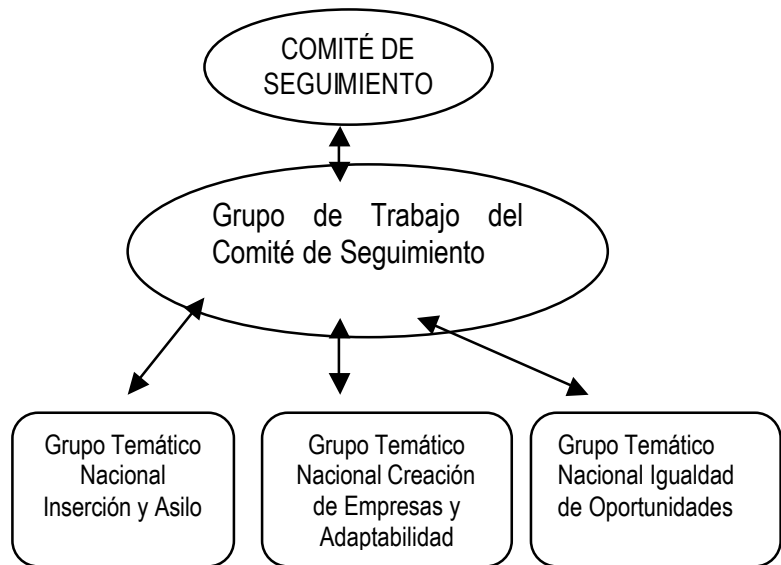 COMITÉ DE
SEGUIMIENTO
Grupo de Trabajo del
Comité de Seguimiento
Grupo Temático
Nacional
Inserción y Asilo
Grupo Temático
Nacional Creación
de Empresas y
Adaptabilidad
Grupo Temático
Nacional Igualdad
de Oportunidades